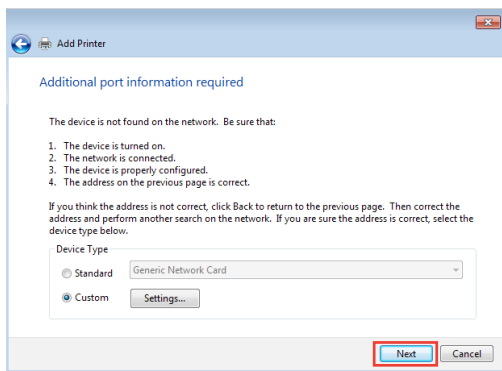 Add Printer
Additional port information required
The device is not found on the network. Be sure that:
1. The device is turned on.
2. The network is connected.
3. The device is properly configured.
4. The address on the previous page is correct.
If you think the address is not correct, click Back to return to the previous page. Then correct the
address and perform another search on the network. If you are sure the address is correct, select the
device type below.
Device Type
Standard Generic Network Card
Custom Settings...
Next Cancel